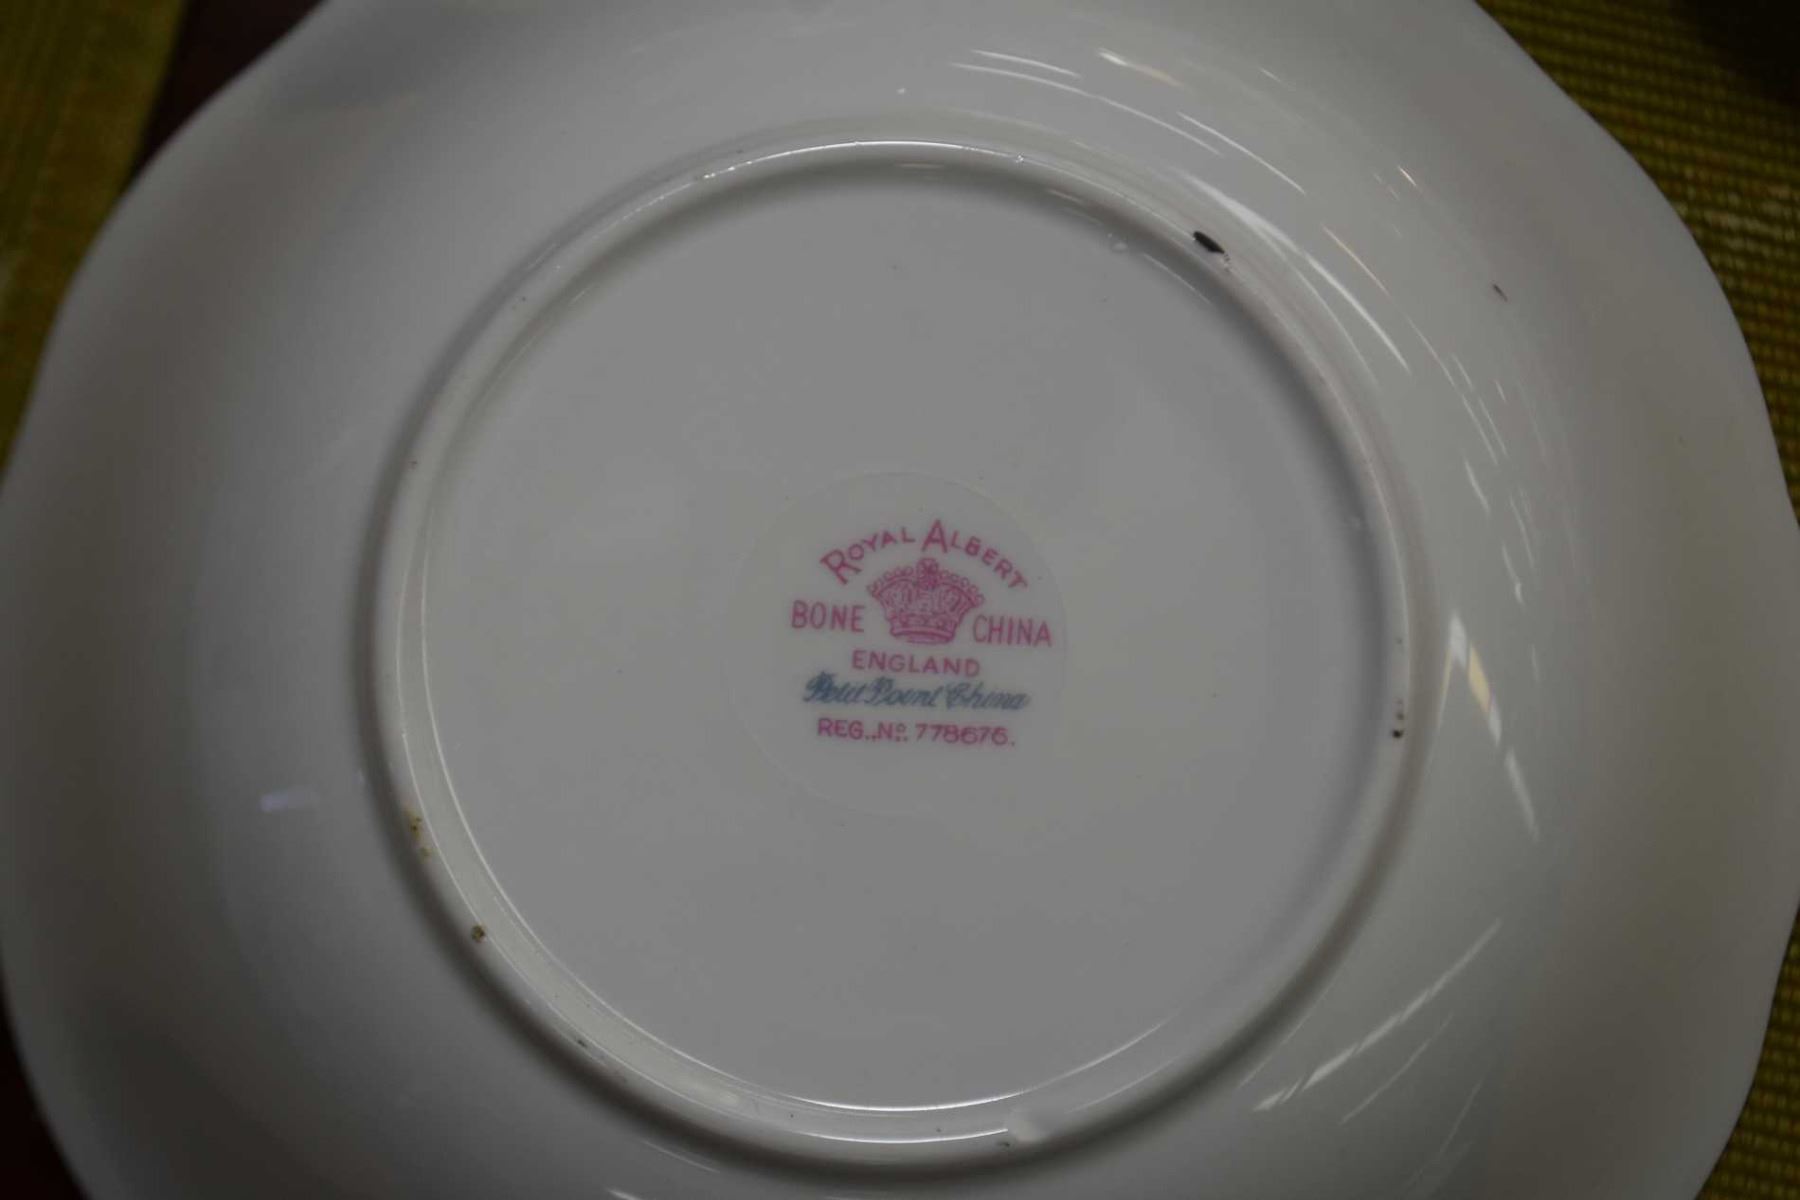 ROYAL ALBERT
BONE CHINA
ENGLAND
Petit Point China
REG..No. 778676.